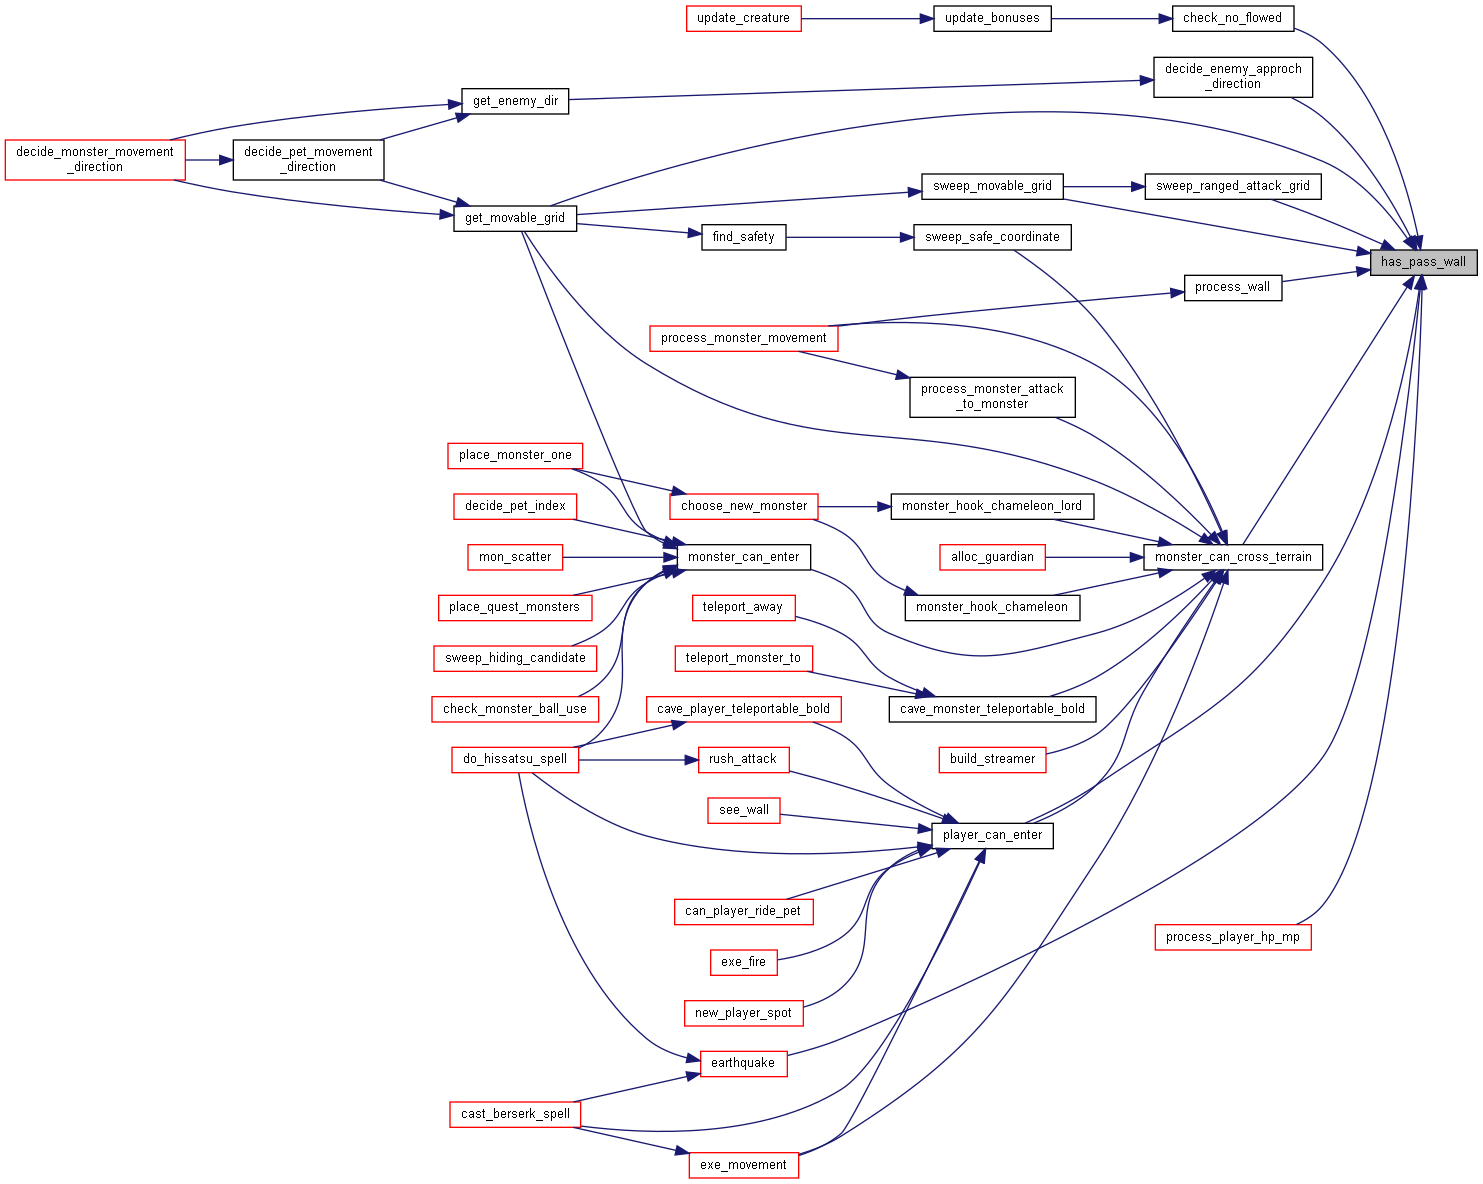 update_creature
update_bonuses
check_no_flowed
decide_enemy_approch
_direction
get_enemy_dir
decide_monster_movement
_direction
decide_pet_movement
_direction
sweep_movable_grid
sweep_ranged_attack_grid
get_movable_grid
find_safety
sweep_safe_coordinate
has_pass_wall
process_wall
process_monster_movement
process_monster_attack
_to_monster
place_monster_one
decide_pet_index
choose_new_monster
monster_hook_chameleon_lord
mon_scatter
monster_can_enter
alloc_guardian
monster_can_cross_terrain
place_quest_monsters
teleport_away
monster_hook_chameleon
sweep_hiding_candidate
teleport_monster_to
check_monster_ball_use
cave_player_teleportable_bold
cave_monster_teleportable_bold
do_hissatsu_spell
rush_attack
build_streamer
see_wall
player_can_enter
can_player_ride_pet
process_player_hp_mp
exe_fire
new_player_spot
earthquake
cast_berserk_spell
exe_movement